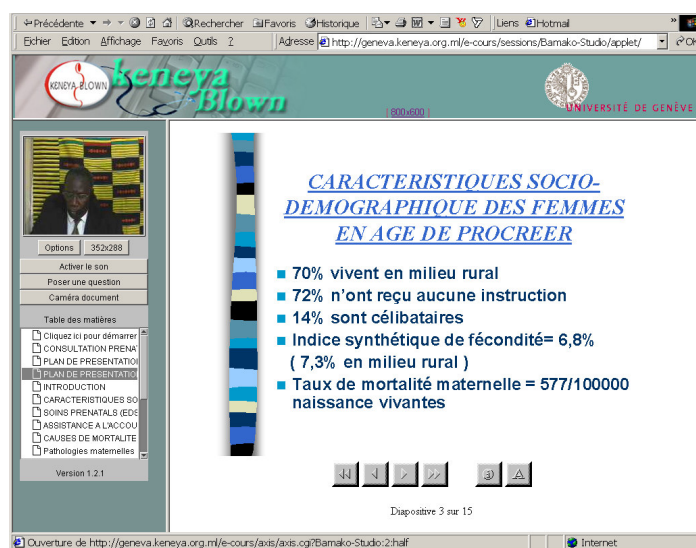 Précédente
Rechercher Favoris Historique Liens Hotmail
Fichier Edition Affichage Favoris Outils ? Adresse http://geneva.keneya.org.ml/e-cours/sessions/Bamako-Studio/applet/ OK
KENEYA BLOWN
keneya
Blown
| 800x600 |
UNIVERSITÉ DE GENÈVE
Options 352x288
Activer le son
Poser une question
Caméra document
Table des matières
Cliquez ici pour démarrer
CONSULTATION PRENA
PLAN DE PRESENTATIO
PLAN DE PRESENTATIO
INTRODUCTION
CARACTERISTIQUES SO
SOINS PRENATALS (EDS
ASSISTANCE A L'ACCOU
CAUSES DE MORTALITE
Pathologies maternelles
Version 1.2.1
CARACTERISTIQUES SOCIO-
DEMOGRAPHIQUE DES FEMMES
EN AGE DE PROCREER
70% vivent en milieu rural
72% n'ont reçu aucune instruction
14% sont célibataires
Indice synthétique de fécondité= 6,8%
( 7,3% en milieu rural )
Taux de mortalité maternelle = 577/100000
naissance vivantes
@ A
Diapositive 3 sur 15
Ouverture de http://geneva.keneya.org.ml/e-cours/axis/axis.cgi?Bamako-Studio:2:half Internet